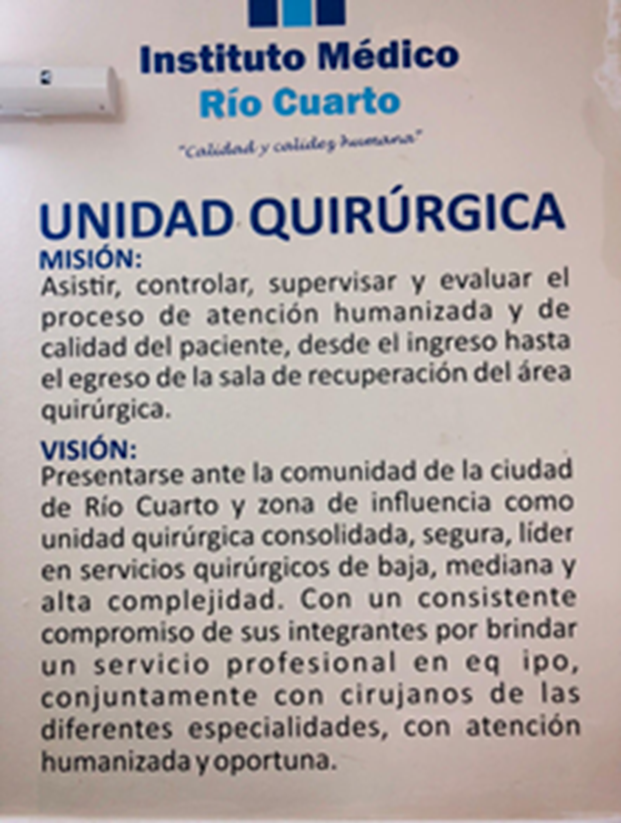 Instituto Médico
Río Cuarto
"Calidad y calidez humana"
UNIDAD QUIRÚRGICA
MISIÓN:
Asistir, controlar, supervisar y evaluar el
proceso de atención humanizada y de
calidad del paciente, desde el ingreso hasta
el egreso de la sala de recuperación del área
quirúrgica.
VISIÓN:
Presentarse ante la comunidad de la ciudad
de Río Cuarto y zona de influencia como
unidad quirúrgica consolidada, segura, líder
en servicios quirúrgicos de baja, mediana y
alta complejidad. Con un consistente
compromiso de sus integrantes por brindar
un servicio profesional en eq ipo,
conjuntamente con cirujanos de las
diferentes especialidades, con atención
humanizada y oportuna.